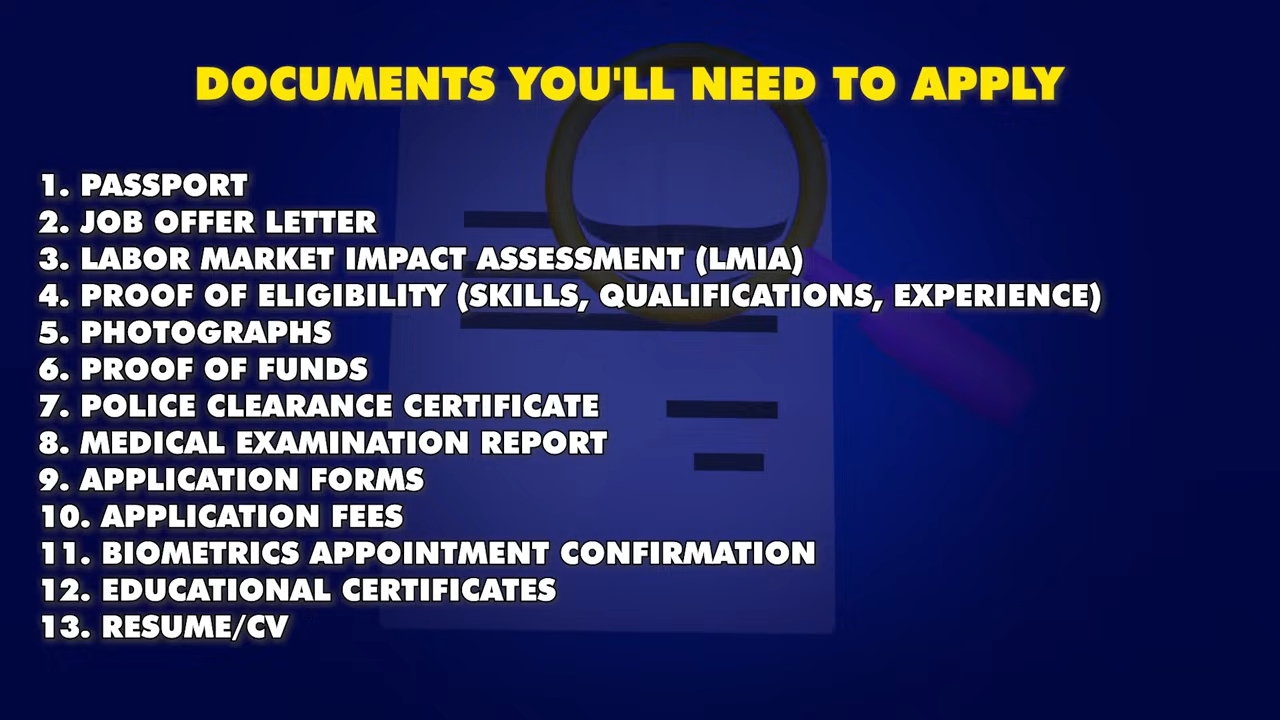 DOCUMENTS YOU'LL NEED TO APPLY
1. PASSPORT
2. JOB OFFER LETTER
3. LABOR MARKET IMPACT ASSESSMENT (LMIA)
4. PROOF OF ELIGIBILITY (SKILLS, QUALIFICATIONS, EXPERIENCE)
5. PHOTOGRAPHS
6. PROOF OF FUNDS
7. POLICE CLEARANCE CERTIFICATE
8. MEDICAL EXAMINATION REPORT
9. APPLICATION FORMS
10. APPLICATION FEES
11. BIOMETRICS APPOINTMENT CONFIRMATION
12. EDUCATIONAL CERTIFICATES
13. RESUME/CV